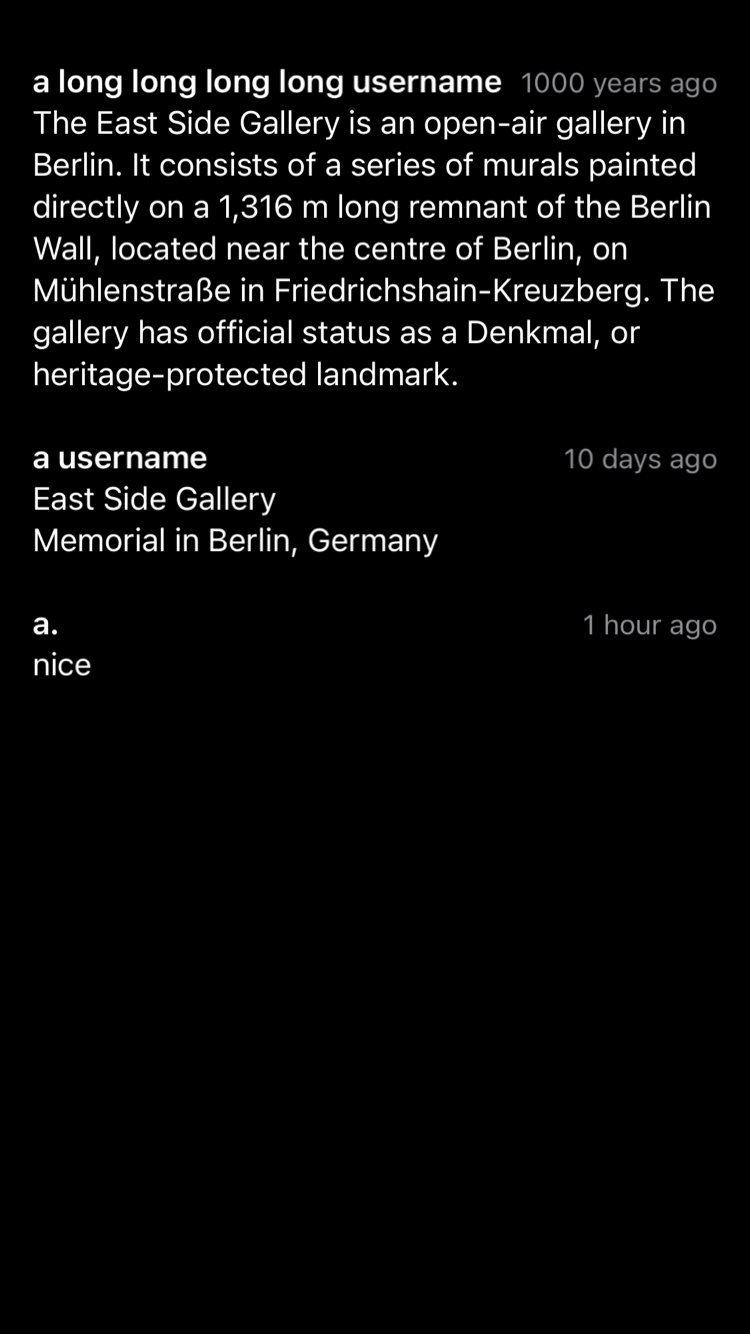 a long long long long username 1000 years ago
The East Side Gallery is an open-air gallery in
Berlin. It consists of a series of murals painted
directly on a 1,316 m long remnant of the Berlin
Wall, located near the centre of Berlin, on
Mühlenstraße in Friedrichshain-Kreuzberg. The
gallery has official status as a Denkmal, or
heritage-protected landmark.
a username 10 days ago
East Side Gallery
Memorial in Berlin, Germany
a. 1 hour ago
nice